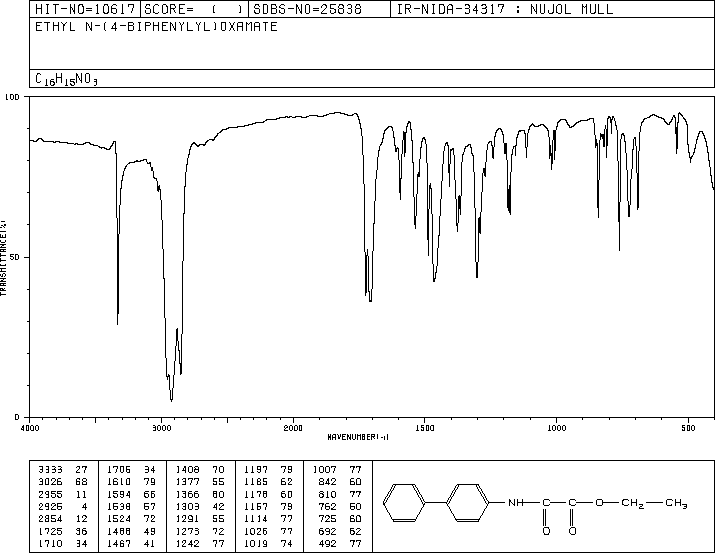 HIT-NO=10617 SCORE= ( ) SDBS-NO=25838 IR-NIDA-34317 : NUJOL MULL
ETHYL N-(4-BIPHENYLYL)OXAMATE
C16H15NO3
100
50
0
TRANSMITTANCE(%)
4000 3000 2000 1500 1000 500
WAVENUMBER(-1)
3333 27 1706 34 1408 70 1197 79 1007 77
3026 68 1610 79 1377 55 1185 62 842 60
2955 11 1594 66 1366 60 1178 60 810 77
2925 4 1538 57 1303 42 1157 79 762 50
2854 12 1524 72 1291 55 1114 77 725 60
1725 36 1488 49 1273 72 1026 77 692 62
1710 34 1467 41 1242 77 1019 74 492 77
NH C C O CH2 CH3
O O